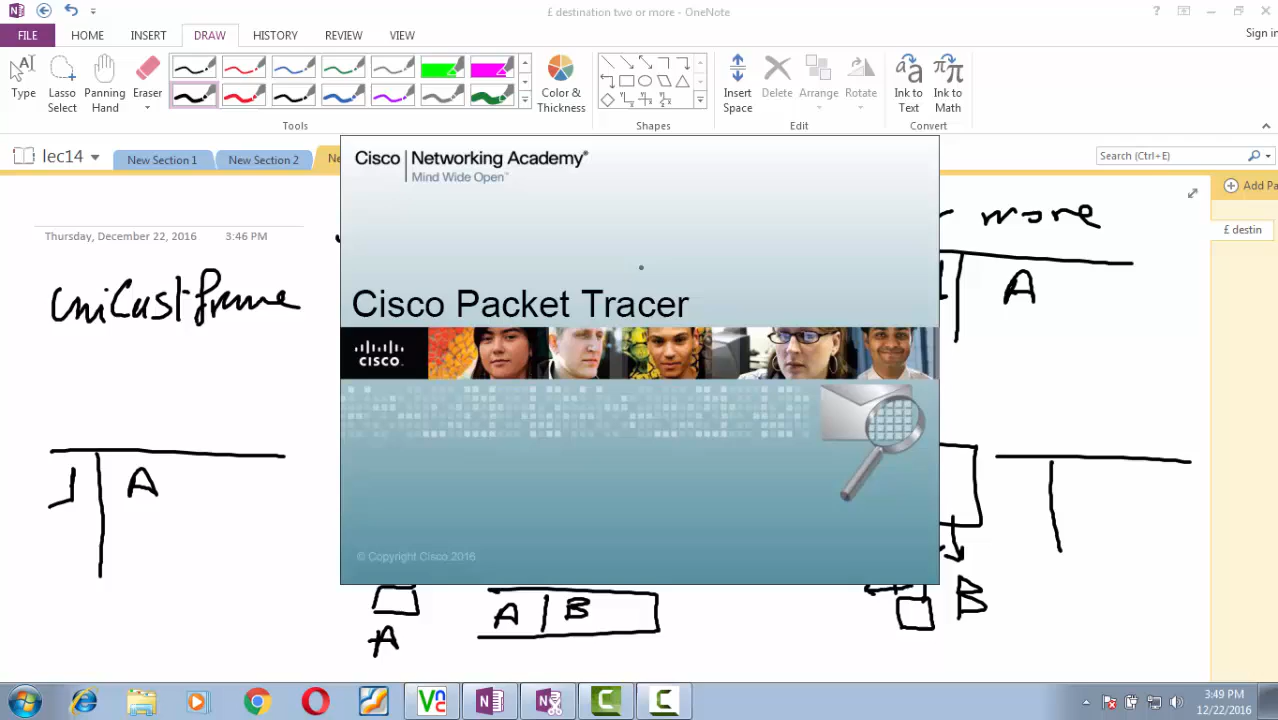 £ destination two or more - OneNote
FILE HOME INSERT DRAW HISTORY REVIEW VIEW Sign in
Type Lasso Select Panning Hand Eraser Color & Thickness Insert Space Delete Arrange Rotate Ink to Text Ink to Math
Tools Shapes Edit Convert
lec14 New Section 1 New Section 2 Ne Search (Ctrl+E)
Add Pa
£ destin
Thursday, December 22, 2016 3:46 PM
more
uniCast frame
A
A
Cisco Networking Academy®
Mind Wide Open™
Cisco Packet Tracer
CISCO.
© Copyright Cisco 2016
A
A B
B
3:49 PM
12/22/2016